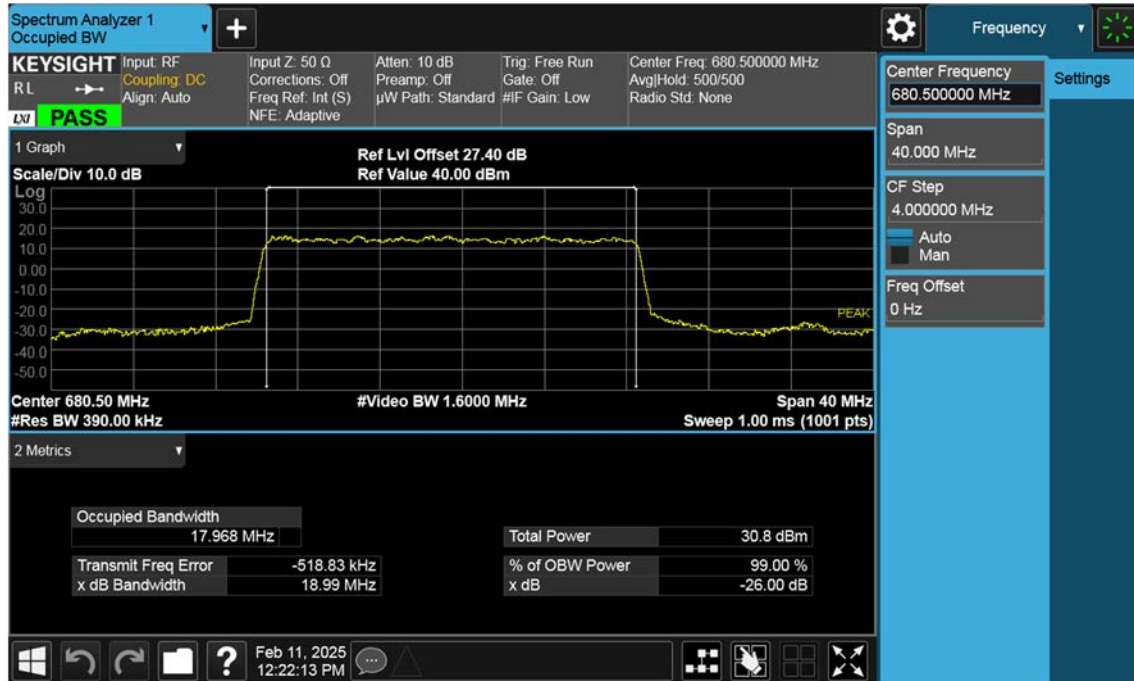 Spectrum Analyzer 1
Occupied BW
+
Frequency
KEYSIGHT
RL
LXI
PASS
Input: RF
Coupling: DC
Align: Auto
Input Z: 50 Ω
Corrections: Off
Freq Ref: Int (S)
NFE: Adaptive
Atten: 10 dB
Preamp: Off
µW Path: Standard
Trig: Free Run
Gate: Off
#IF Gain: Low
Center Freq: 680.500000 MHz
Avg|Hold: 500/500
Radio Std: None
Center Frequency
680.500000 MHz
Settings
Span
40.000 MHz
CF Step
4.000000 MHz
Auto
Man
Freq Offset
0 Hz
1 Graph
Scale/Div 10.0 dB
Ref Lvl Offset 27.40 dB
Ref Value 40.00 dBm
Log
30.0
20.0
10.0
0.00
-10.0
-20.0
-30.0
-40.0
-50.0
PEAK
Center 680.50 MHz
#Video BW 1.6000 MHz
Span 40 MHz
#Res BW 390.00 kHz
Sweep 1.00 ms (1001 pts)
2 Metrics
Occupied Bandwidth
17.968 MHz
Total Power 30.8 dBm
Transmit Freq Error -518.83 kHz
% of OBW Power 99.00 %
x dB Bandwidth 18.99 MHz
x dB -26.00 dB
?
Feb 11, 2025
12:22:13 PM